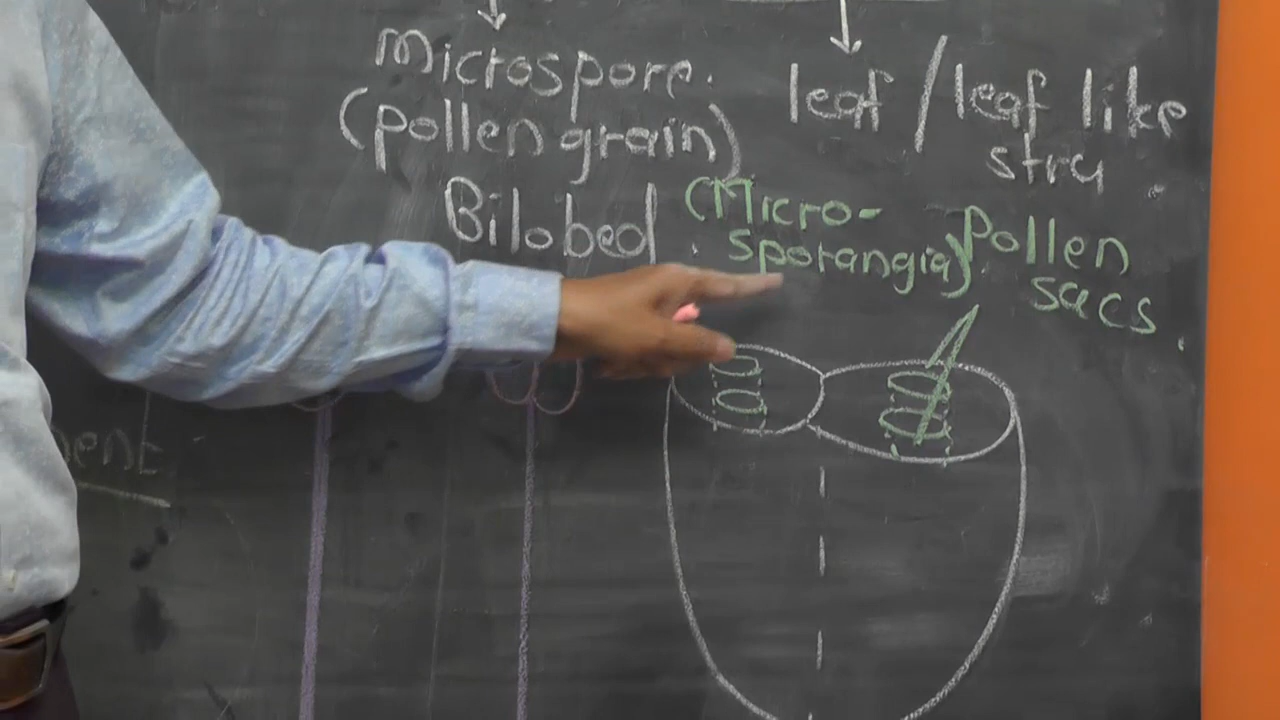 Microspore.
(pollen grain)
leaf / leaf like
stru
Bilobed.
(Micro-
sporangia)
Pollen
sacs